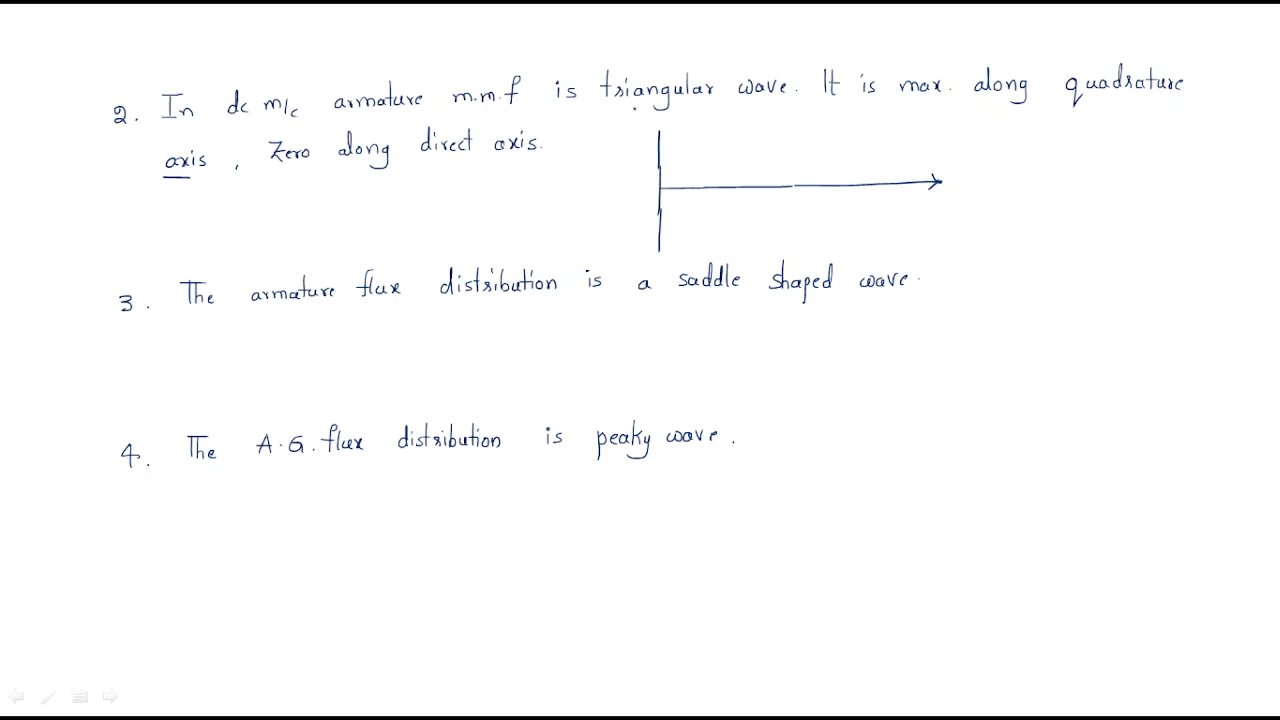 2. In dc m/c armature m.m.f is triangular wave. It is max. along quadrature
axis, Zero along direct axis.
3. The armature flux distribution is a saddle shaped wave.
4. The A.G. flux distribution is peaky wave.